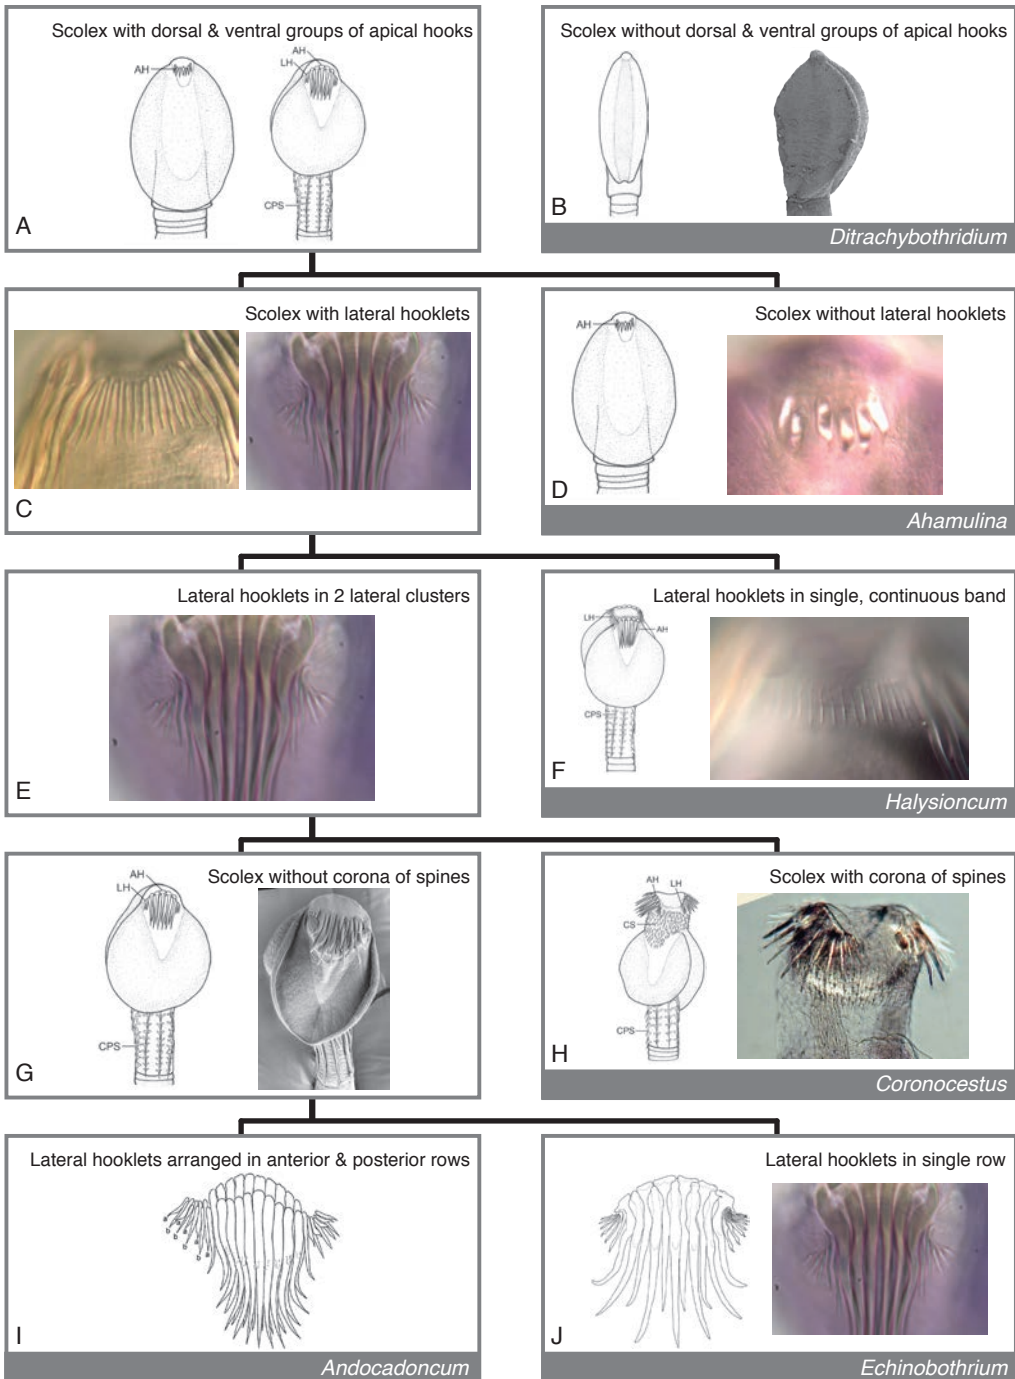 Scolex with dorsal & ventral groups of apical hooks
AH
AH
LH
CPS
A
Scolex without dorsal & ventral groups of apical hooks
B
Ditrachybothridium
Scolex with lateral hooklets
C
Scolex without lateral hooklets
AH
D
Ahamulina
Lateral hooklets in 2 lateral clusters
E
Lateral hooklets in single, continuous band
LH
AH
CPS
F
Halysioncum
Scolex without corona of spines
AH
LH
CPS
G
Scolex with corona of spines
AH
LH
CS
CPS
H
Coronocestus
Lateral hooklets arranged in anterior & posterior rows
I
Andocadoncum
Lateral hooklets in single row
J
Echinobothrium